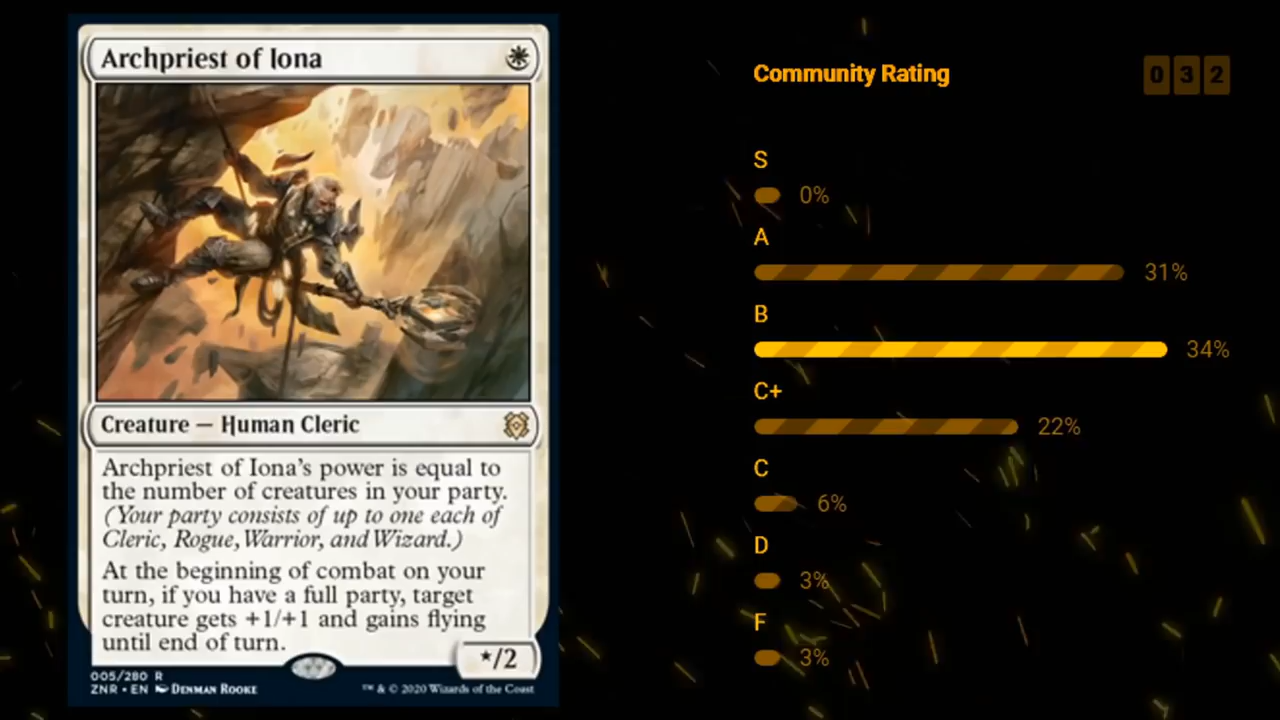 Archpriest of Iona
Creature — Human Cleric
Archpriest of Iona's power is equal to
the number of creatures in your party.
(Your party consists of up to one each of
Cleric, Rogue, Warrior, and Wizard.)
At the beginning of combat on your
turn, if you have a full party, target
creature gets +1/+1 and gains flying
until end of turn.
*/2
005/280 R
ZNR • EN Denman Rooke
™ & © 2020 Wizards of the Coast
Community Rating
0 3 2
S
0%
A
31%
B
34%
C+
22%
C
6%
D
3%
F
3%